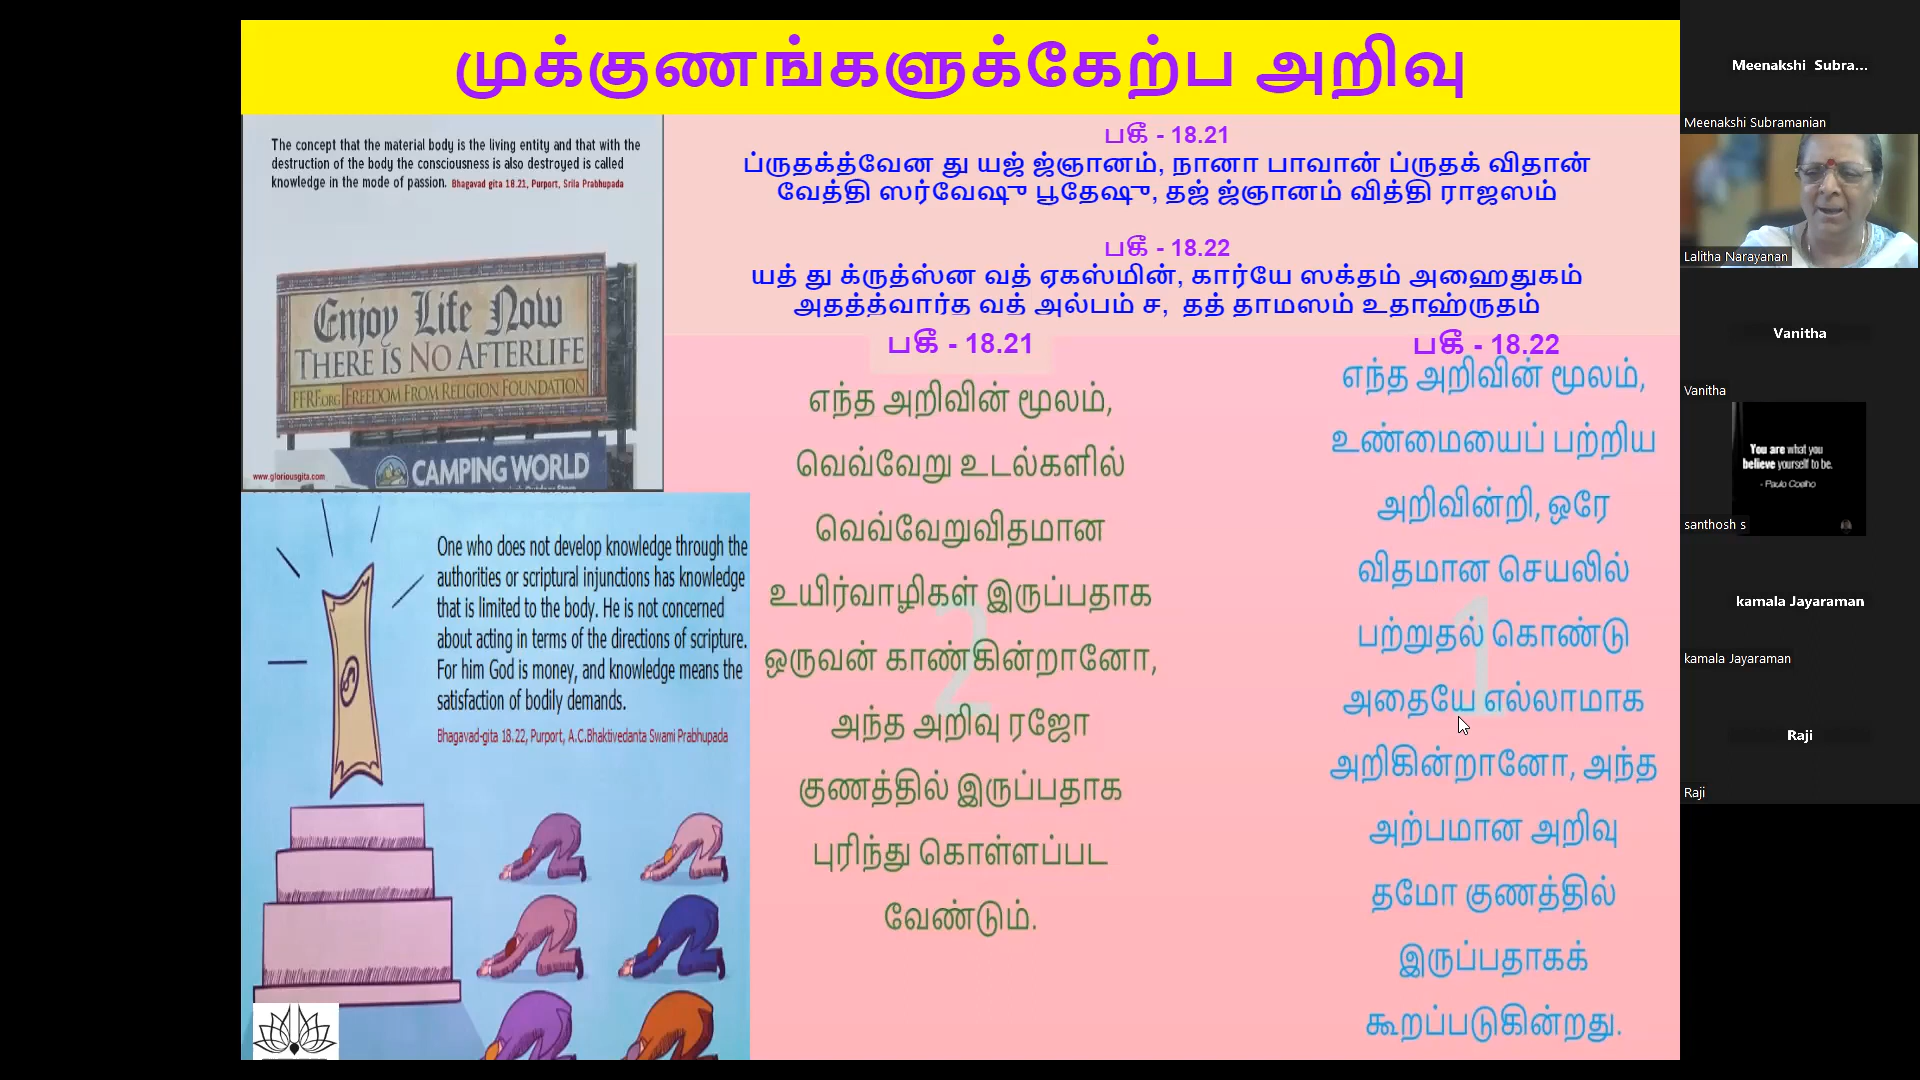 முக்குணங்களுக்கேற்ப அறிவு
The concept that the material body is the living entity and that with the
destruction of the body the consciousness is also destroyed is called
knowledge in the mode of passion. Bhagavad gita 18.21, Purport, Srila Prabhupada
Enjoy Life Now
THERE IS NO AFTERLIFE
FFRF.ORG FREEDOM FROM RELIGION FOUNDATION
CAMPING WORLD
www.gloriousgita.com
One who does not develop knowledge through the
authorities or scriptural injunctions has knowledge
that is limited to the body. He is not concerned
about acting in terms of the directions of scripture.
For him God is money, and knowledge means the
satisfaction of bodily demands.
Bhagavad-gita 18.22, Purport, A.C.Bhaktivedanta Swami Prabhupada
பகீ - 18.21
ப்ருதக்த்வேன து யஜ் ஜ்ஞானம், நானா பாவான் ப்ருதக் விதான்
வேத்தி ஸர்வேஷு பூதேஷு, தஜ் ஜ்ஞானம் வித்தி ராஜஸம்
பகீ - 18.22
யத் து க்ருத்ஸ்ன வத் ஏகஸ்மின், கார்யே ஸக்தம் அஹைதுகம்
அதத்த்வார்த வத் அல்பம் ச, தத் தாமஸம் உதாஹ்ருதம்
பகீ - 18.21
எந்த அறிவின் மூலம்,
வெவ்வேறு உடல்களில்
வெவ்வேறுவிதமான
உயிர்வாழிகள் இருப்பதாக
ஒருவன் காண்கின்றானோ,
அந்த அறிவு ரஜோ
குணத்தில் இருப்பதாக
புரிந்து கொள்ளப்பட
வேண்டும்.
2
பகீ - 18.22
எந்த அறிவின் மூலம்,
உண்மையைப் பற்றிய
அறிவின்றி, ஒரே
விதமான செயலில்
பற்றுதல் கொண்டு
அதையே எல்லாமாக
அறிகின்றானோ, அந்த
அற்பமான அறிவு
தமோ குணத்தில்
இருப்பதாகக்
கூறப்படுகின்றது.
1
Meenakshi Subra...
Meenakshi Subramanian
Lalitha Narayanan
Vanitha
Vanitha
You are what you
believe yourself to be.
- Paulo Coelho
santhosh s
kamala Jayaraman
kamala Jayaraman
Raji
Raji